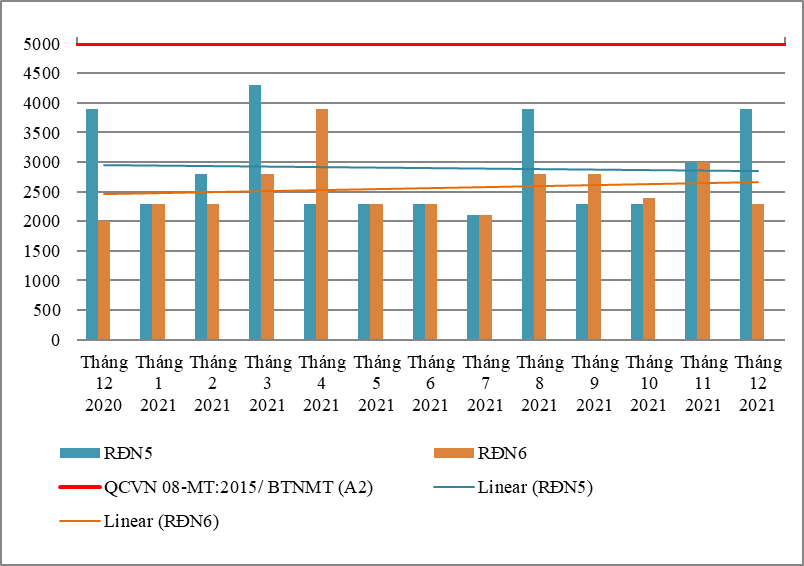 5000
4500
4000
3500
3000
2500
2000
1500
1000
500
0
Tháng Tháng Tháng Tháng Tháng Tháng Tháng Tháng Tháng Tháng Tháng Tháng Tháng
12 1 2 3 4 5 6 7 8 9 10 11 12
2020 2021 2021 2021 2021 2021 2021 2021 2021 2021 2021 2021 2021
RĐN5 RĐN6
QCVN 08-MT:2015/ BTNMT (A2) Linear (RĐN5)
Linear (RĐN6)